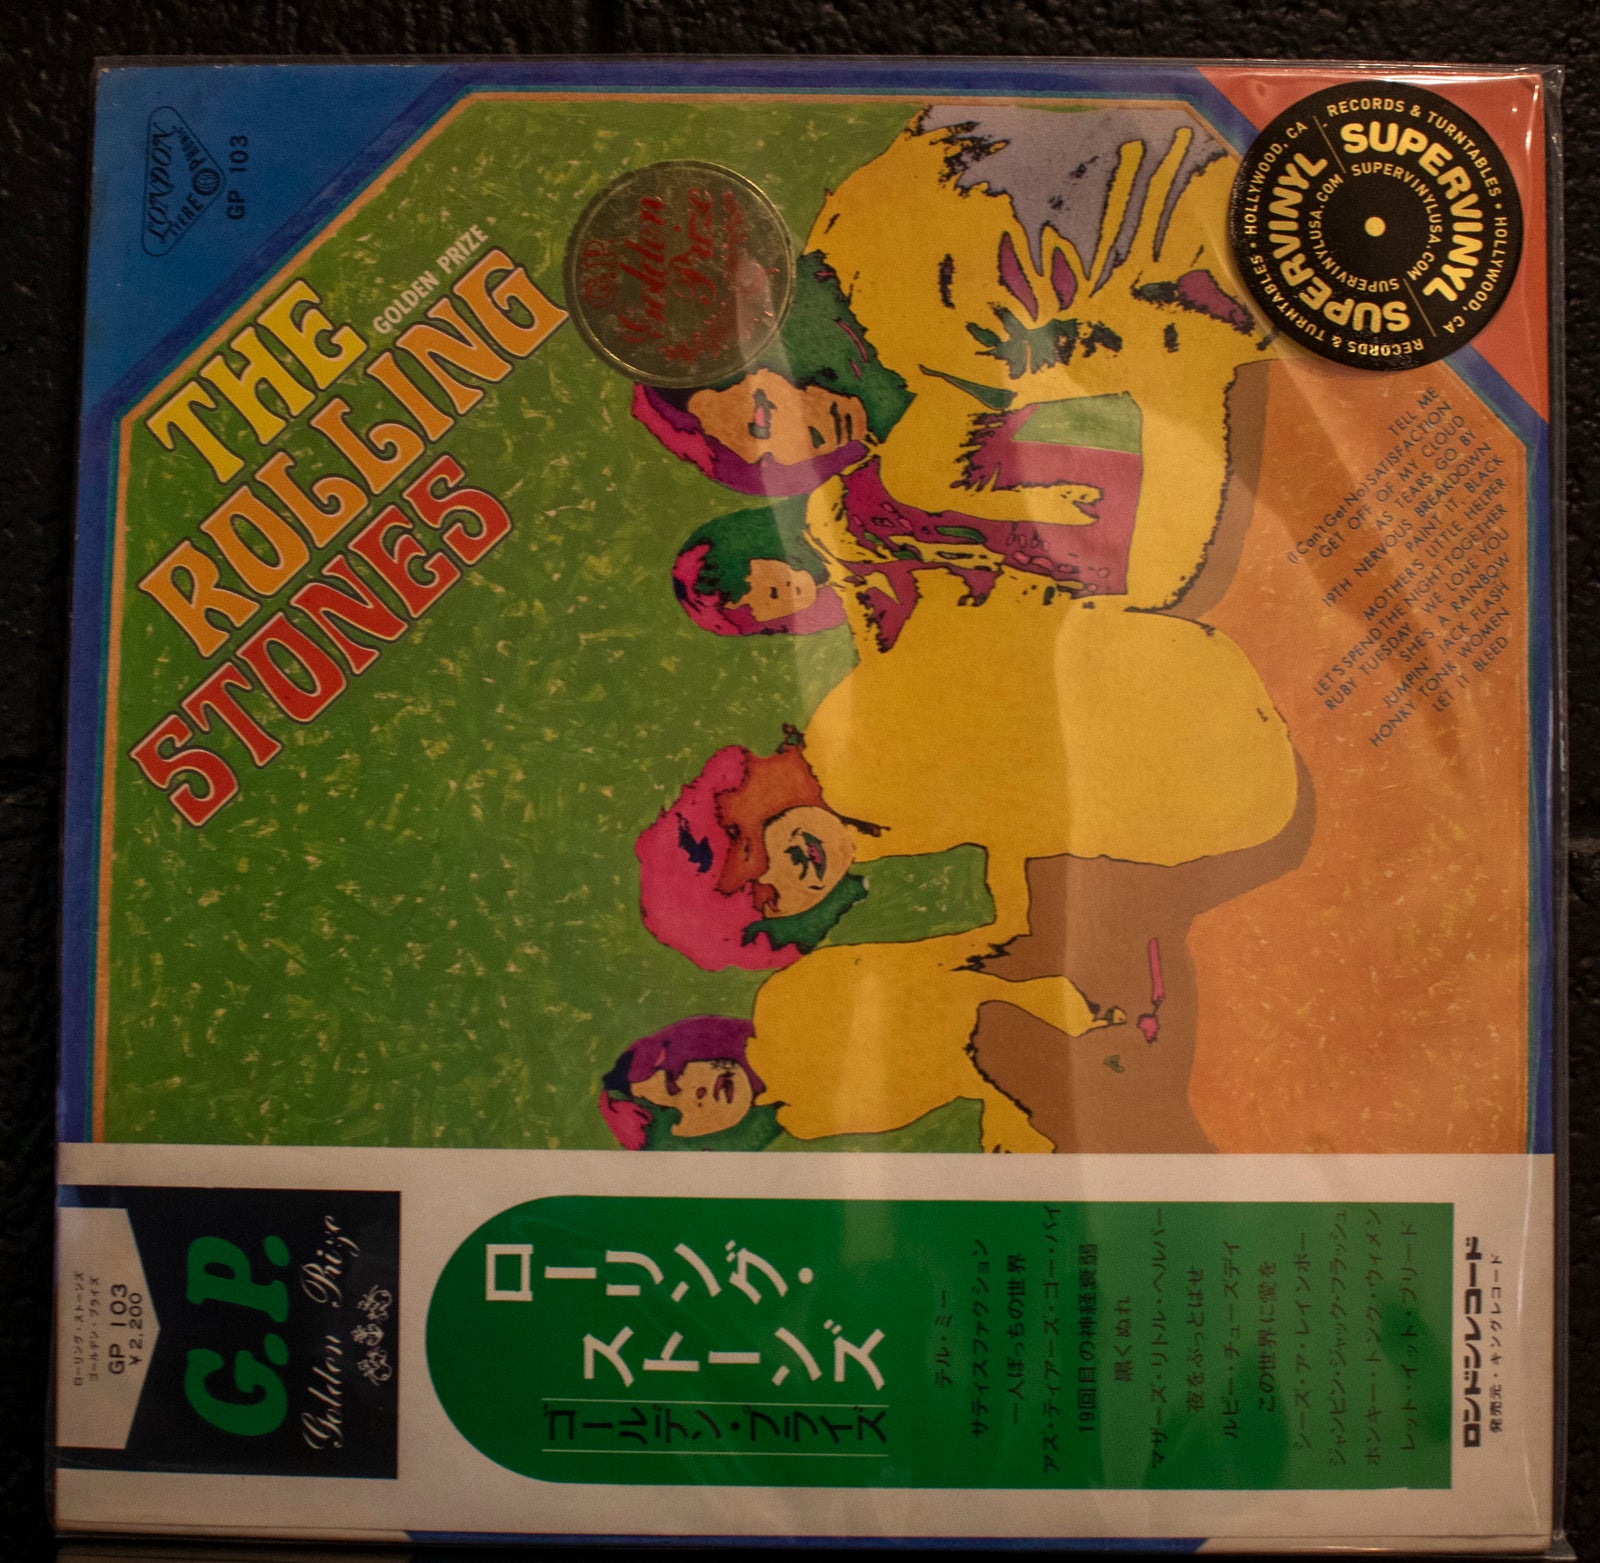 LONDON
STEREO PHONIC
GP 103
THE
ROLLING
STONES
GOLDEN PRIZE
GP
Golden
Prize
RECORDS & TURNTABLES • HOLLYWOOD, CA
SUPERVINYL
SUPERVINYLUSA.COM
SUPERVINYLUSA.COM
SUPERVINYL
RECORDS & TURNTABLES • HOLLYWOOD, CA
TELL ME
(I Can't Get No) SATISFACTION
GET OFF OF MY CLOUD
AS TEARS GO BY
19TH NERVOUS BREAKDOWN
PAINT IT BLACK
MOTHER'S LITTLE HELPER
LET'S SPEND THE NIGHT TOGETHER
RUBY TUESDAY
WE LOVE YOU
SHE'S A RAINBOW
JUMPIN' JACK FLASH
HONKY TONK WOMEN
LET IT BLEED
ローリング・ストーンズ
ゴールデン・プライズ
GP 103
¥2,200
G.P.
Golden Prize
ローリング・
ストーンズ
ゴールデン・プライズ
テル・ミー
サティスファクション
一人ぼっちの世界
アズ・ティアーズ・ゴー・バイ
19回目の神経衰弱
黒くぬれ
マザーズ・リトル・ヘルパー
夜をぶっとばせ
ルビー・チューズデイ
この世界に愛を
シーズ・ア・レインボー
ジャンピン・ジャック・フラッシュ
ホンキー・トンク・ウィメン
レット・イット・ブリード
ロンドンレコード
発売元・キングレコード